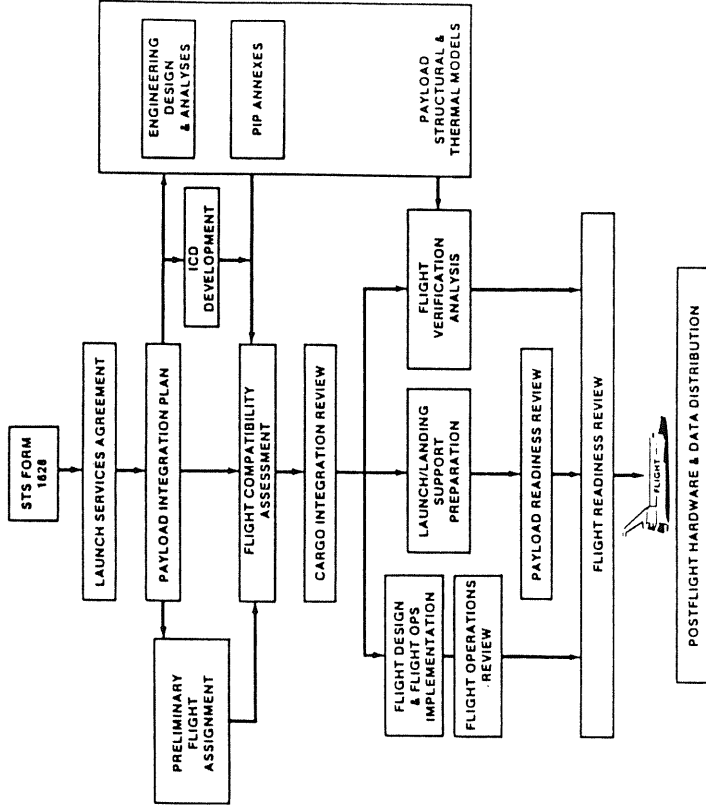 STS FORM
1628
LAUNCH SERVICES AGREEMENT
PAYLOAD INTEGRATION PLAN
PRELIMINARY
FLIGHT
ASSIGNMENT
ICD
DEVELOPMENT
ENGINEERING
DESIGN
& ANALYSES
PIP ANNEXES
PAYLOAD
STRUCTURAL &
THERMAL MODELS
FLIGHT COMPATIBILITY
ASSESSMENT
CARGO INTEGRATION REVIEW
FLIGHT DESIGN
& FLIGHT OPS
IMPLEMENTATION
FLIGHT OPERATIONS
REVIEW
LAUNCH/LANDING
SUPPORT
PREPARATION
PAYLOAD READINESS REVIEW
FLIGHT
VERIFICATION
ANALYSIS
FLIGHT READINESS REVIEW
FLIGHT
POSTFLIGHT HARDWARE & DATA DISTRIBUTION